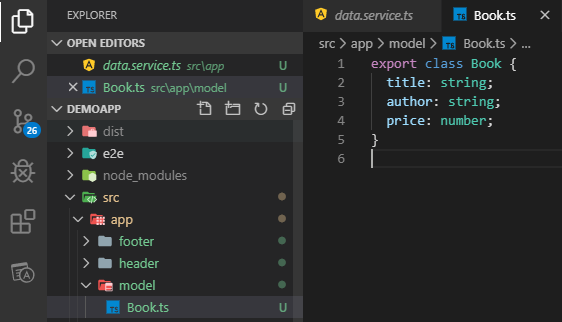 EXPLORER
OPEN EDITORS
data.service.ts src\app U
Book.ts src\app\model U
DEMOAPP
dist
e2e
node_modules
src
app
footer
header
model
Book.ts U
26
data.service.ts Book.ts
src > app > model > Book.ts > ...
1 export class Book {
2 title: string;
3 author: string;
4 price: number;
5 }
6